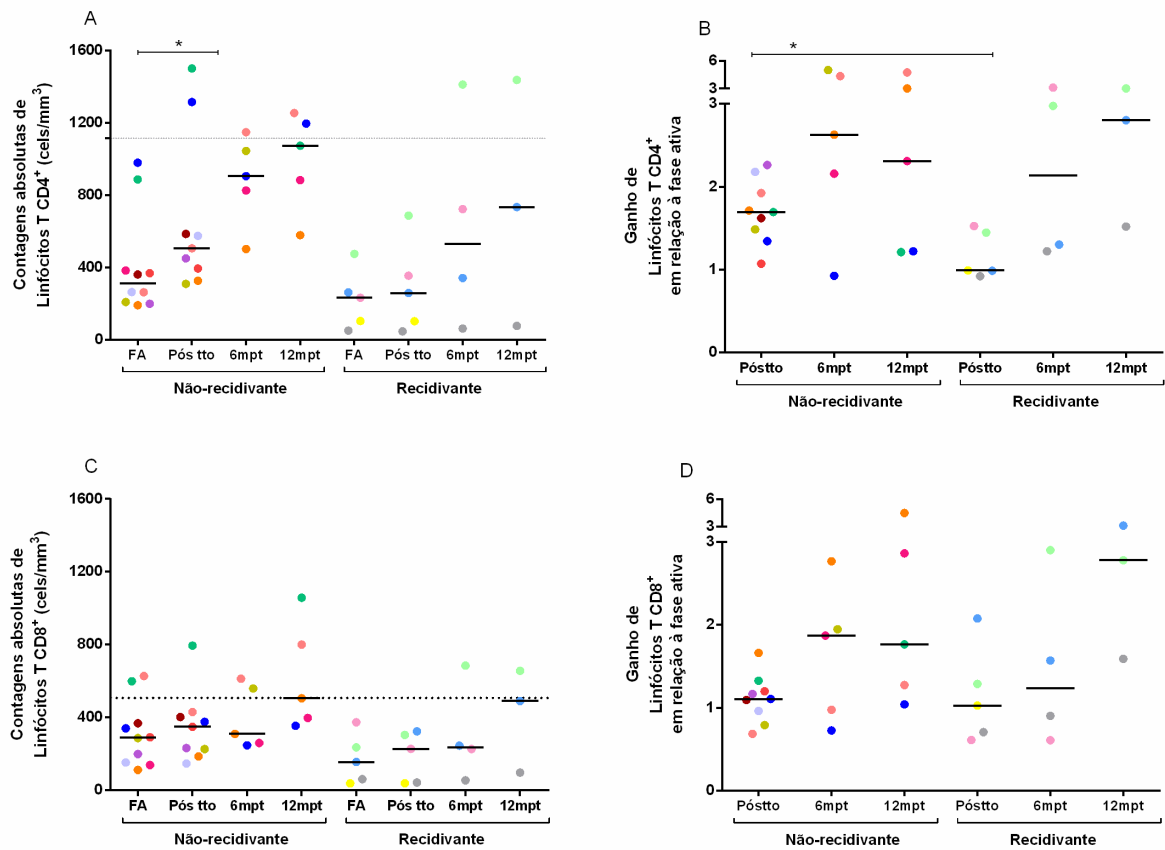 A
Contagens absolutas de
Linfócitos T CD4+ (cels/mm3)
1600
1200
800
400
0
*
FA
Pós tto
6mpt
12mpt
FA
Pós tto
6mpt
12mpt
Não-recidivante
Recidivante
B
Ganho de
Linfócitos T CD4+
em relação à fase ativa
6
3
3
2
1
0
*
Póstto
6mpt
12mpt
Póstto
6mpt
12mpt
Não-recidivante
Recidivante
C
Contagens absolutas de
Linfócitos T CD8+ (cels/mm3)
1600
1200
800
400
0
FA
Pós tto
6mpt
12mpt
FA
Pós tto
6mpt
12mpt
Não-recidivante
Recidivante
D
Ganho de
Linfócitos T CD8+
em relação à fase ativa
6
3
3
2
1
0
Póstto
6mpt
12mpt
Póstto
6mpt
12mpt
Não-recidivante
Recidivante